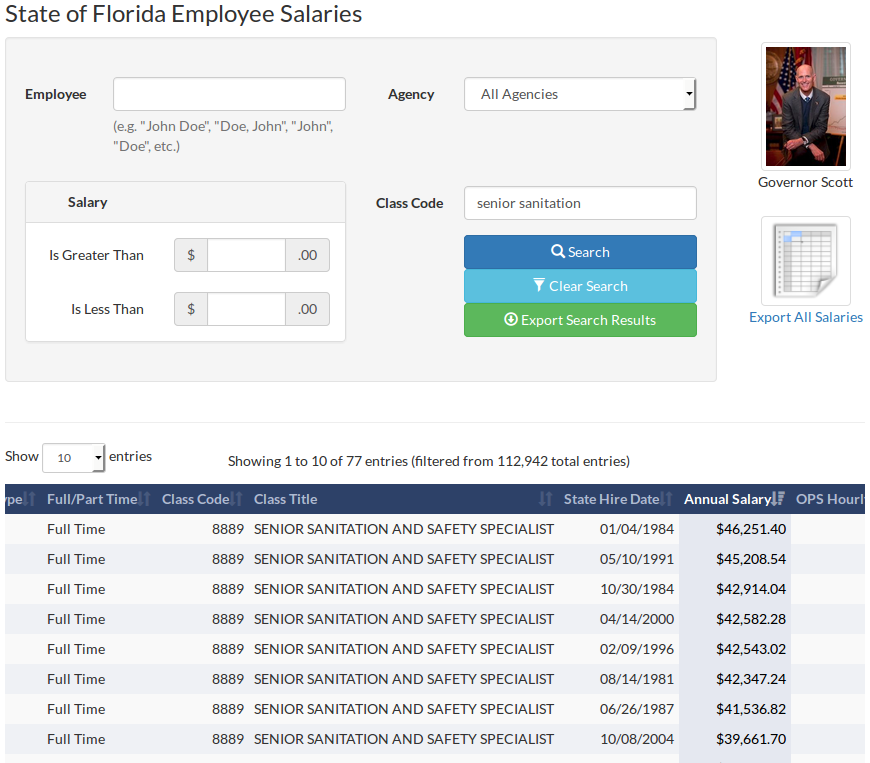 State of Florida Employee Salaries
Employee
Agency All Agencies
(e.g. "John Doe", "Doe, John", "John",
"Doe", etc.)
Governor Scott
Salary
Class Code senior sanitation
Is Greater Than $ .00
Search
Is Less Than $ .00
Clear Search
Export Search Results
Export All Salaries
Show 10 entries
Showing 1 to 10 of 77 entries (filtered from 112,942 total entries)
ype Full/Part Time Class Code Class Title State Hire Date Annual Salary OPS Hourl
Full Time 8889 SENIOR SANITATION AND SAFETY SPECIALIST 01/04/1984 $46,251.40
Full Time 8889 SENIOR SANITATION AND SAFETY SPECIALIST 05/10/1991 $45,208.54
Full Time 8889 SENIOR SANITATION AND SAFETY SPECIALIST 10/30/1984 $42,914.04
Full Time 8889 SENIOR SANITATION AND SAFETY SPECIALIST 04/14/2000 $42,582.28
Full Time 8889 SENIOR SANITATION AND SAFETY SPECIALIST 02/09/1996 $42,543.02
Full Time 8889 SENIOR SANITATION AND SAFETY SPECIALIST 08/14/1981 $42,347.24
Full Time 8889 SENIOR SANITATION AND SAFETY SPECIALIST 06/26/1987 $41,536.82
Full Time 8889 SENIOR SANITATION AND SAFETY SPECIALIST 10/08/2004 $39,661.70